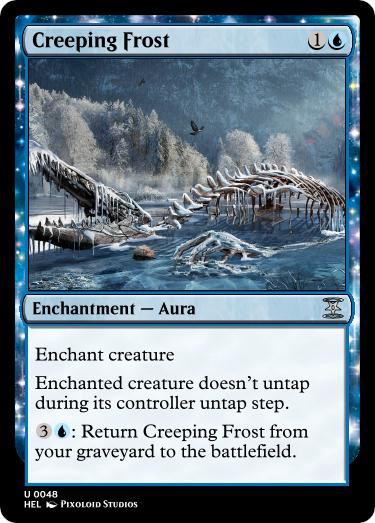 Creeping Frost 1
Enchantment — Aura
Enchant creature
Enchanted creature doesn't untap
during its controller untap step.
3 : Return Creeping Frost from
your graveyard to the battlefield.
U 0048
HEL Pixoloid Studios